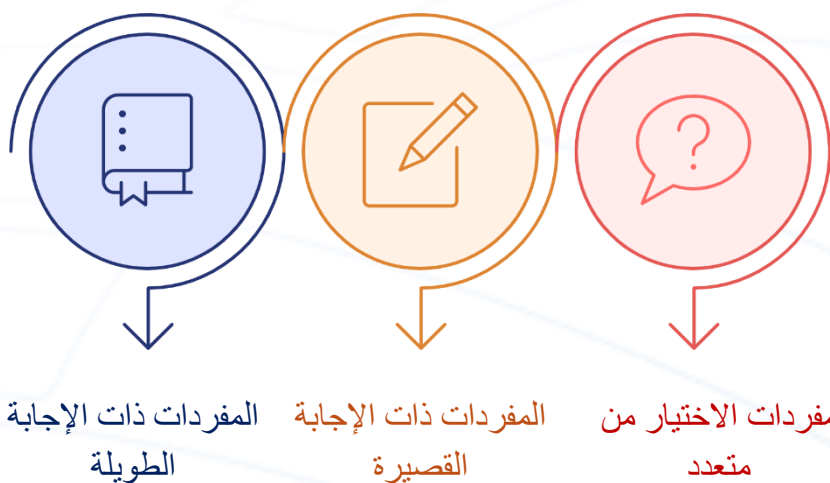 مفردات الاختيار من
متعدد
المفردات ذات الإجابة
القصيرة
المفردات ذات الإجابة
الطويلة